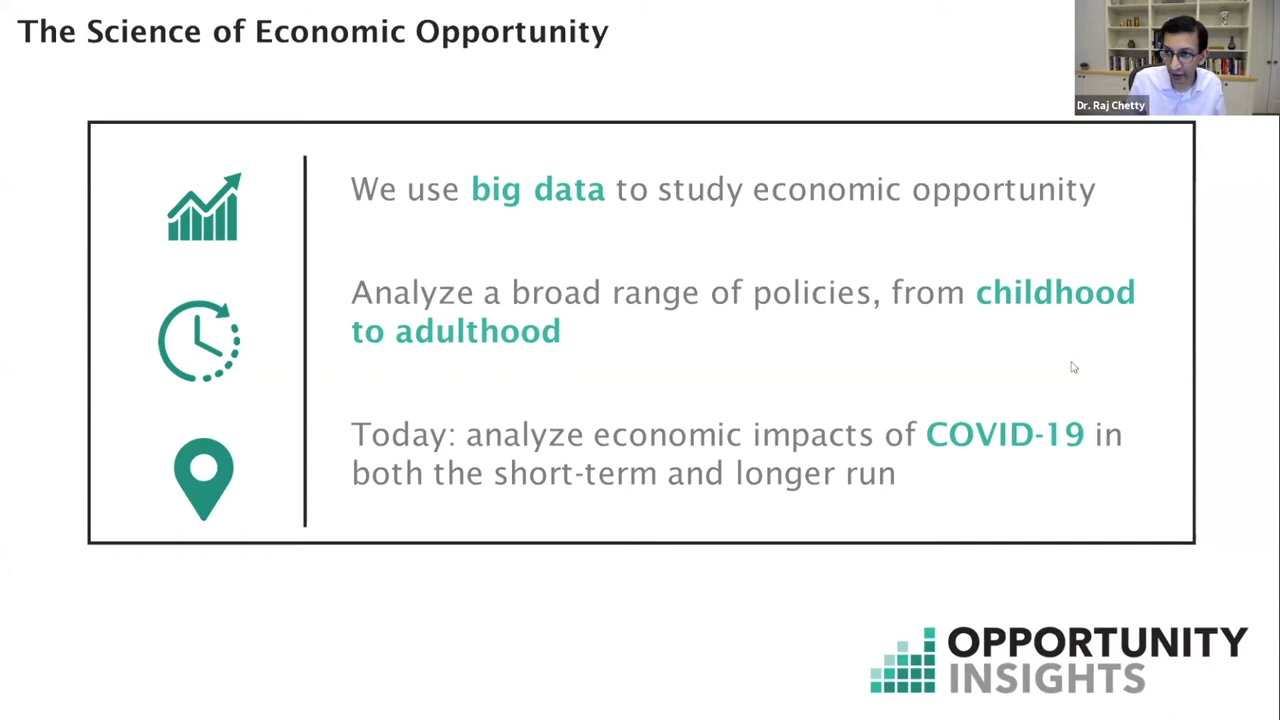 The Science of Economic Opportunity
Dr. Raj Chetty
We use big data to study economic opportunity
Analyze a broad range of policies, from childhood
to adulthood
Today: analyze economic impacts of COVID-19 in
both the short-term and longer run
OPPORTUNITY
INSIGHTS